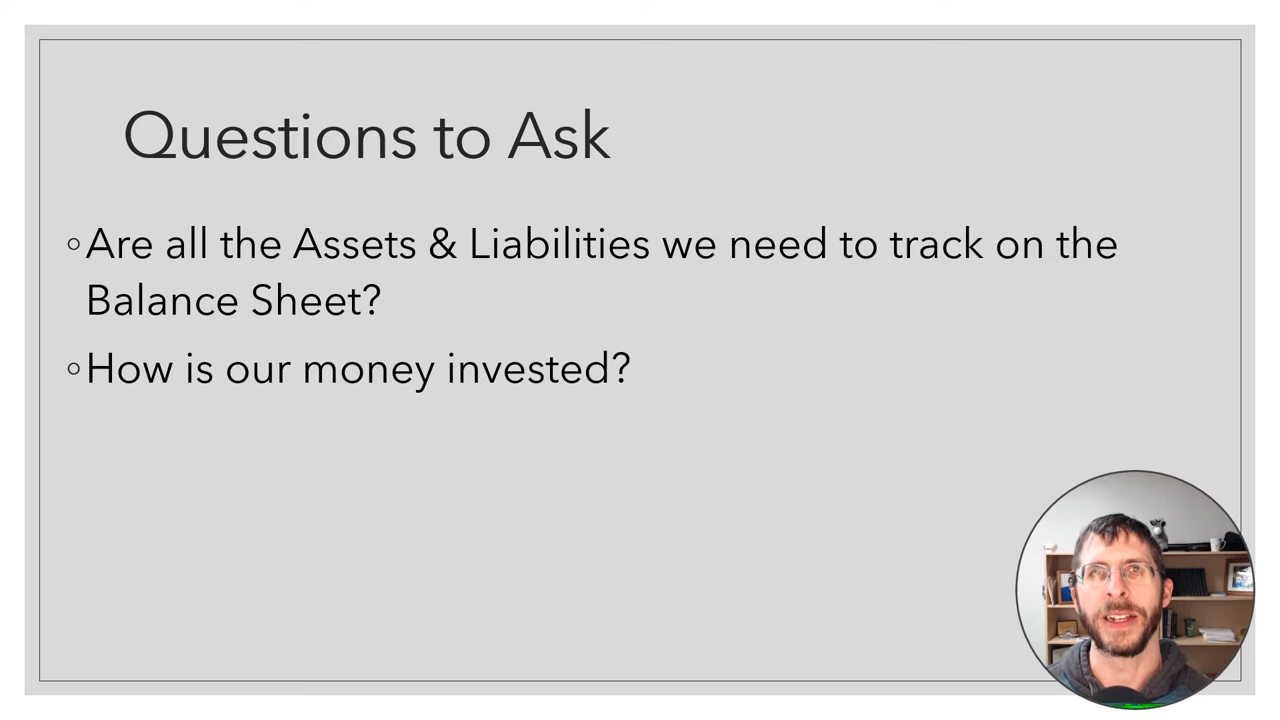 Questions to Ask
◦Are all the Assets & Liabilities we need to track on the
Balance Sheet?
◦How is our money invested?